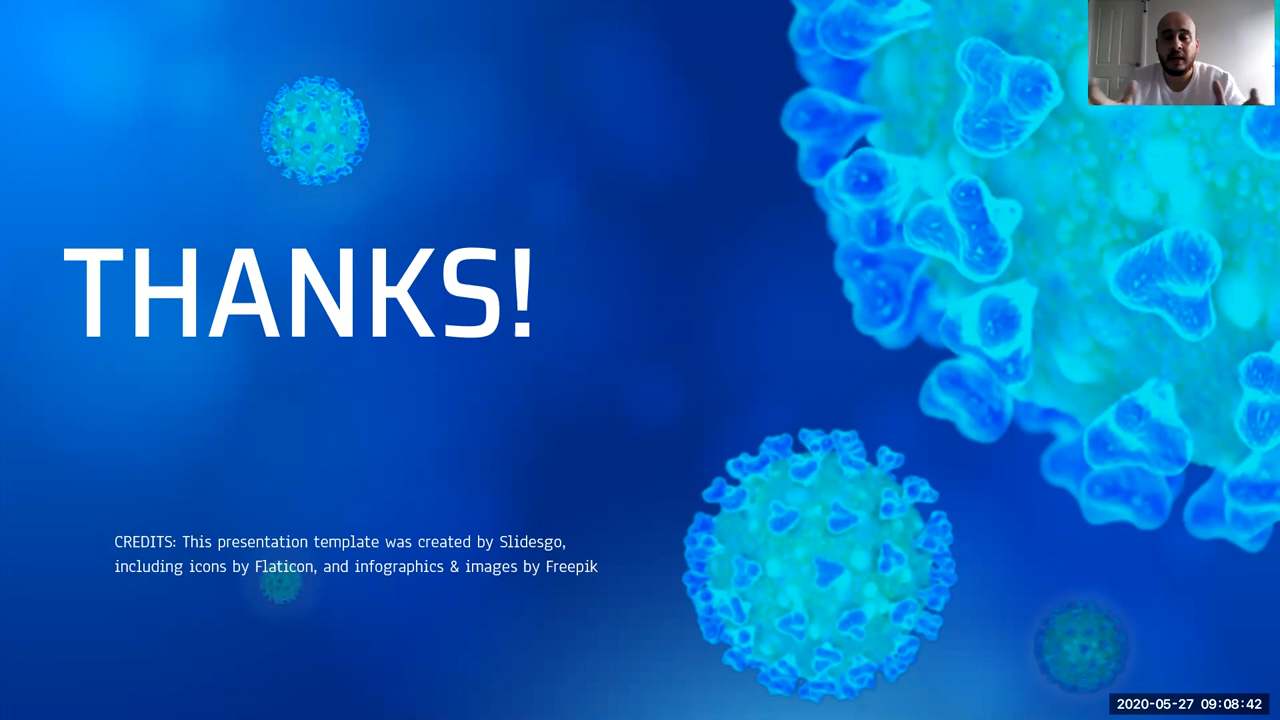 THANKS!
CREDITS: This presentation template was created by Slidesgo,
including icons by Flaticon, and infographics & images by Freepik
2020-05-27 09:08:42